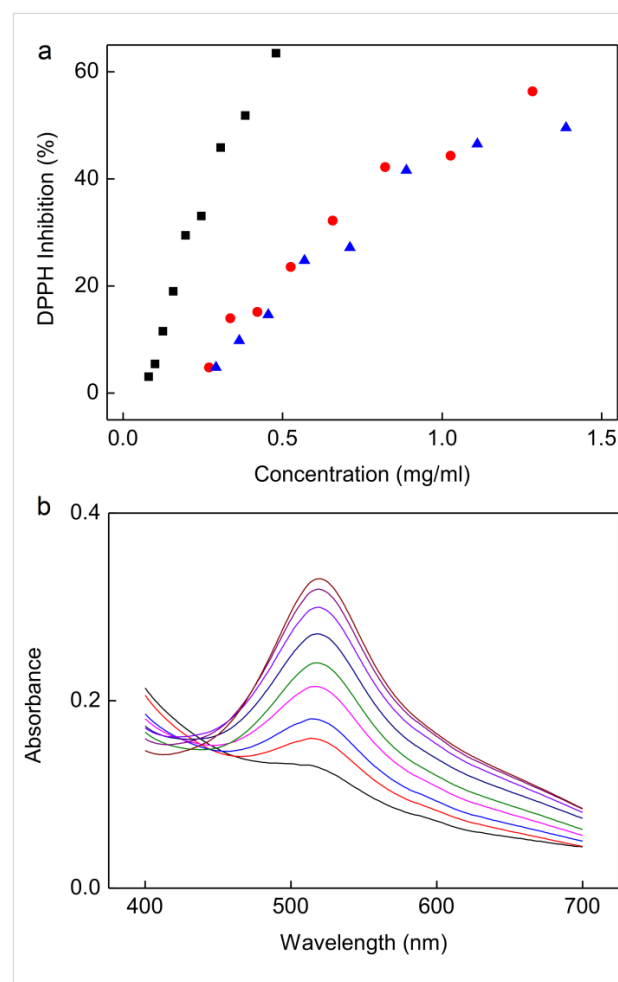 a
60
40
20
0
DPPH Inhibition (%)
0.0 0.5 1.0 1.5
Concentration (mg/ml)
b
0.4
0.2
0.0
Absorbance
400 500 600 700
Wavelength (nm)